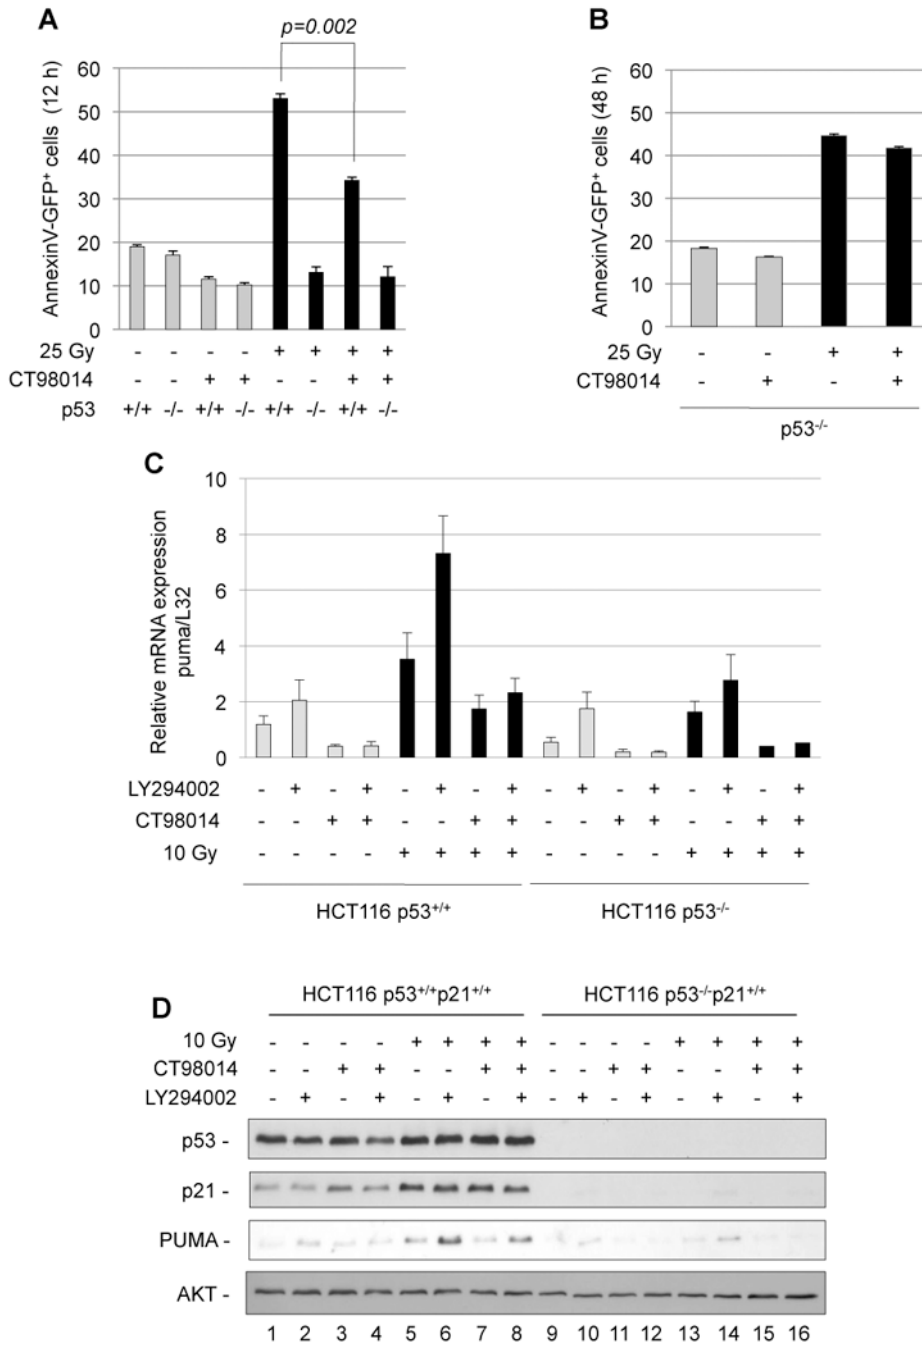 A
p=0.002
AnnexinV-GFP⁺ cells (12 h)
60
50
40
30
20
10
0
25 Gy - - - - + + + +
CT98014 - - + + - - + +
p53 +/+ -/- +/+ -/- +/+ -/- +/+ -/-
B
AnnexinV-GFP⁺ cells (48 h)
60
50
40
30
20
10
0
25 Gy - - + +
CT98014 - + - +
p53⁻/⁻
C
Relative mRNA expression
puma/L32
10
8
6
4
2
0
LY294002 - + - + - + - + - + - + - + - +
CT98014 - - + + - - + + - - + + - - + +
10 Gy - - - - + + + + - - - - + + + +
HCT116 p53⁺/⁺ HCT116 p53⁻/⁻
D
HCT116 p53⁺/⁺p21⁺/⁺ HCT116 p53⁻/⁻p21⁺/⁺
10 Gy - - - - + + + + - - - - + + + +
CT98014 - - + + - - + + - - + + - - + +
LY294002 - + - + - + - + - + - + - + - +
p53 -
p21 -
PUMA -
AKT -
1 2 3 4 5 6 7 8 9 10 11 12 13 14 15 16